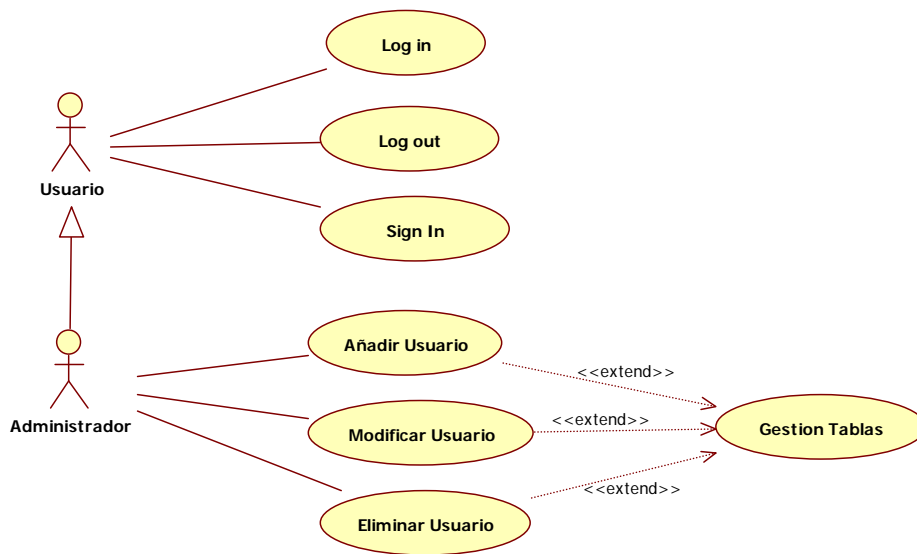 Log in
Log out
Usuario
Sign In
Añadir Usuario
<<extend>>
Administrador
Modificar Usuario
<<extend>>
Gestion Tablas
<<extend>>
Eliminar Usuario